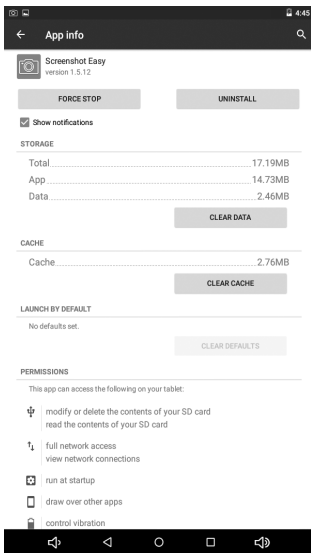 4:45
App info
Screenshot Easy
version 1.5.12
FORCE STOP
UNINSTALL
Show notifications
STORAGE
Total 17.19MB
App 14.73MB
Data 2.46MB
CLEAR DATA
CACHE
Cache 2.76MB
CLEAR CACHE
LAUNCH BY DEFAULT
No defaults set.
CLEAR DEFAULTS
PERMISSIONS
This app can access the following on your tablet:
modify or delete the contents of your SD card
read the contents of your SD card
full network access
view network connections
run at startup
draw over other apps
control vibration